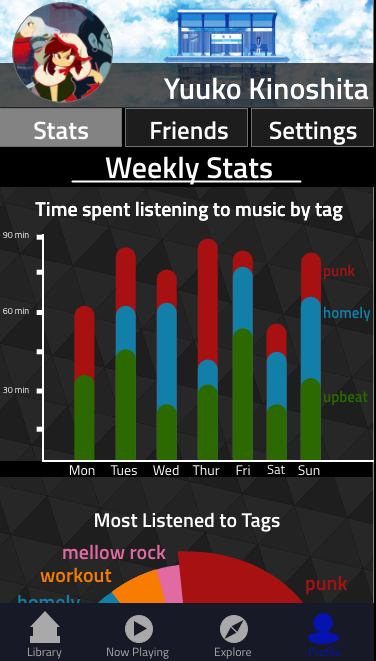 Yuuko Kinoshita
Stats Friends Settings
Weekly Stats
Time spent listening to music by tag
90 min
punk
homely
60 min
30 min
upbeat
Mon Tues Wed Thur Fri Sat Sun
Most Listened to Tags
mellow rock
workout
punk
homely
Library Now Playing Explore Profile